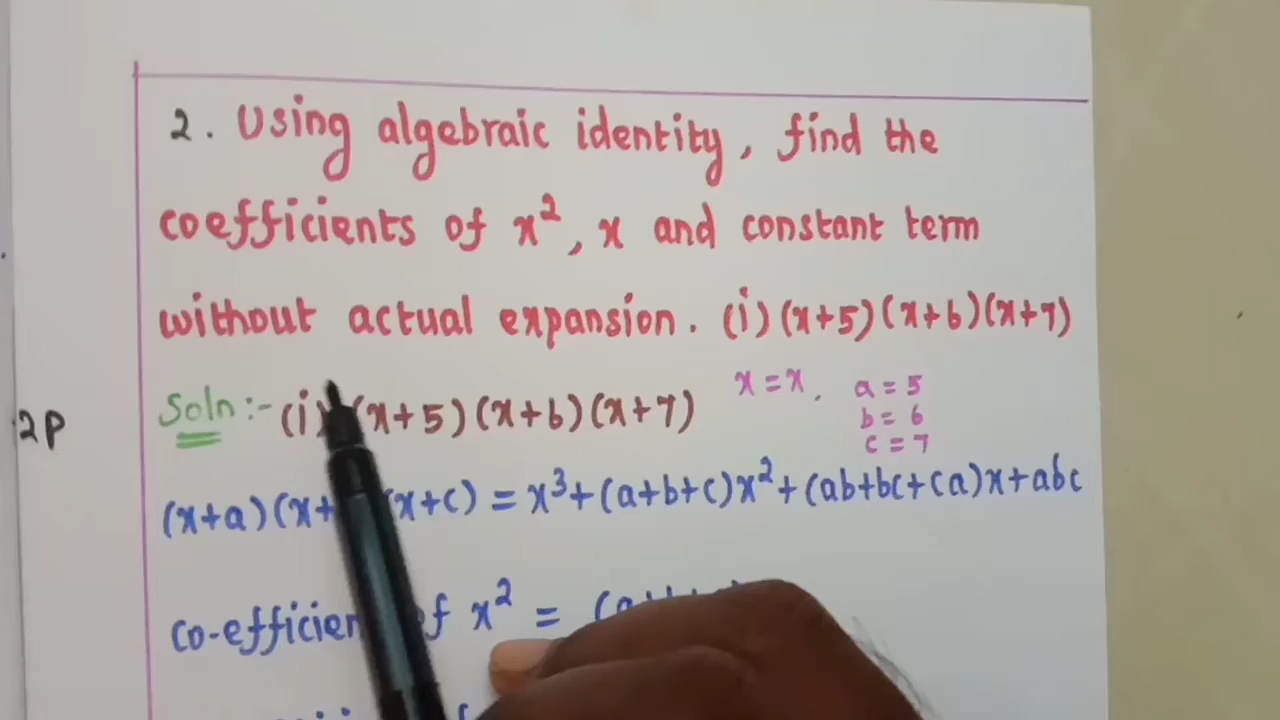 2. Using algebraic identity, find the
coefficients of x², x and constant term
without actual expansion. (i) (x+5)(x+6)(x+7)
Soln :- (i) (x+5)(x+6)(x+7) x = x, a = 5
b = 6
c = 7
2P
(x+a)(x+ (x+c) = x³+(a+b+c)x²+(ab+bc+ca)x+abc
co-efficien of x² = (a+